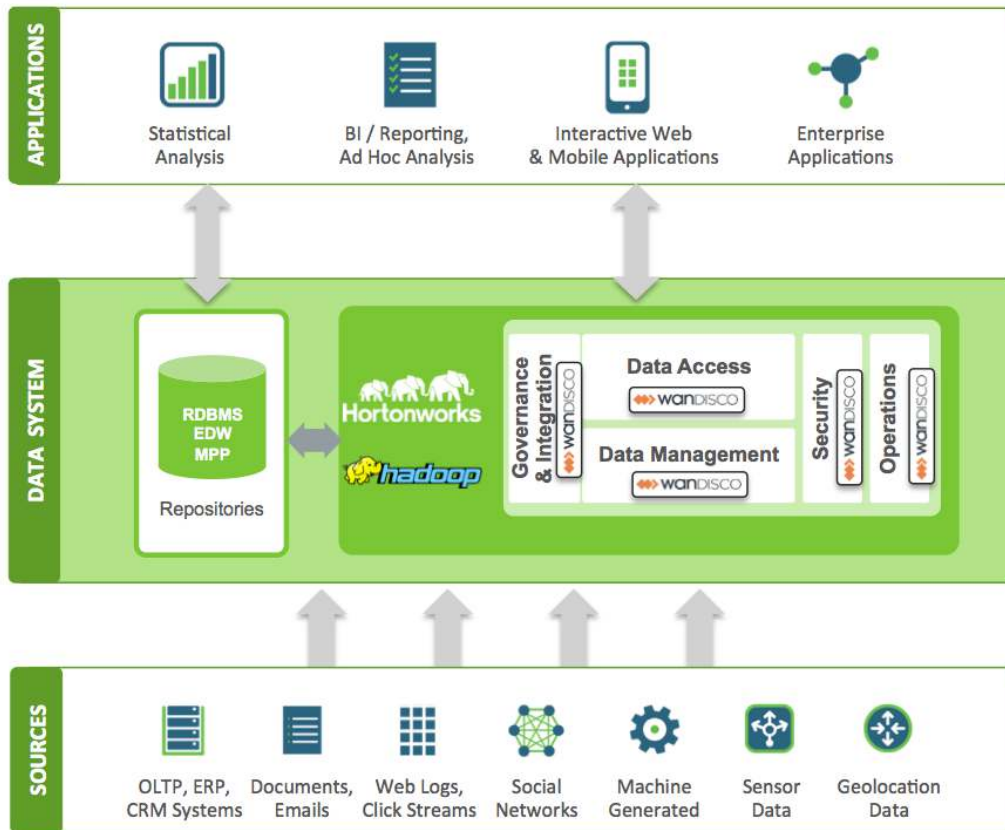 APPLICATIONS
Statistical
Analysis
BI / Reporting,
Ad Hoc Analysis
Interactive Web
& Mobile Applications
Enterprise
Applications
DATA SYSTEM
RDBMS
EDW
MPP
Repositories
Hortonworks
hadoop
Governance
& Integration
WANDISCO
Data Access
WANDISCO
Data Management
WANDISCO
Security
WANDISCO
Operations
WANDISCO
SOURCES
OLTP, ERP,
CRM Systems
Documents,
Emails
Web Logs,
Click Streams
Social
Networks
Machine
Generated
Sensor
Data
Geolocation
Data